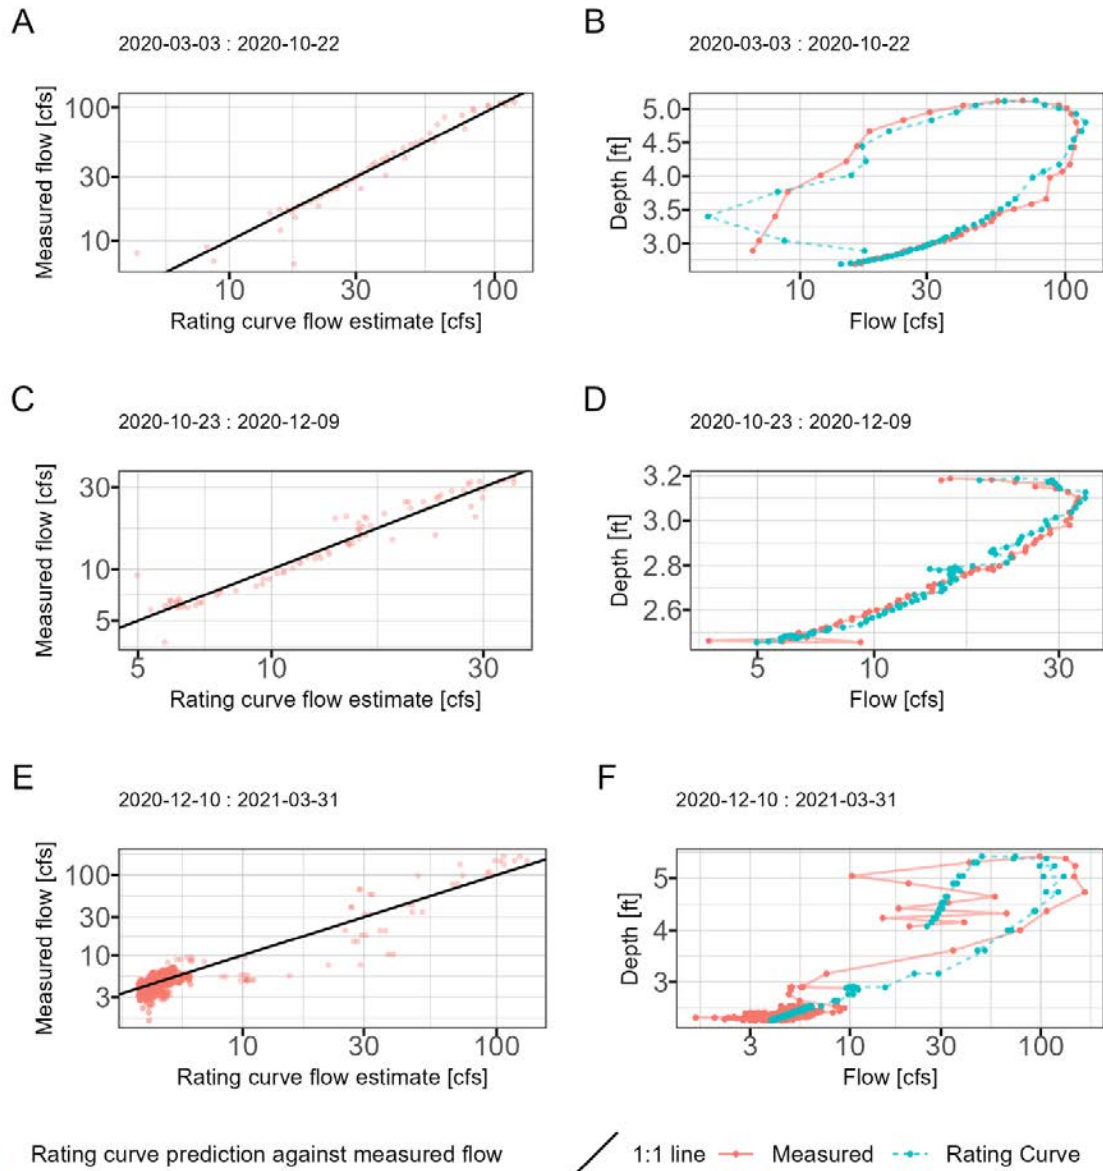 A
2020-03-03 : 2020-10-22
Measured flow [cfs]
100
30
10
10 30 100
Rating curve flow estimate [cfs]
B
2020-03-03 : 2020-10-22
Depth [ft]
5.0
4.5
4.0
3.5
3.0
10 30 100
Flow [cfs]
C
2020-10-23 : 2020-12-09
Measured flow [cfs]
30
10
5
5 10 30
Rating curve flow estimate [cfs]
D
2020-10-23 : 2020-12-09
Depth [ft]
3.2
3.0
2.8
2.6
5 10 30
Flow [cfs]
E
2020-12-10 : 2021-03-31
Measured flow [cfs]
100
30
10
3
10 30 100
Rating curve flow estimate [cfs]
F
2020-12-10 : 2021-03-31
Depth [ft]
5
4
3
3 10 30 100
Flow [cfs]
Rating curve prediction against measured flow
1:1 line Measured Rating Curve